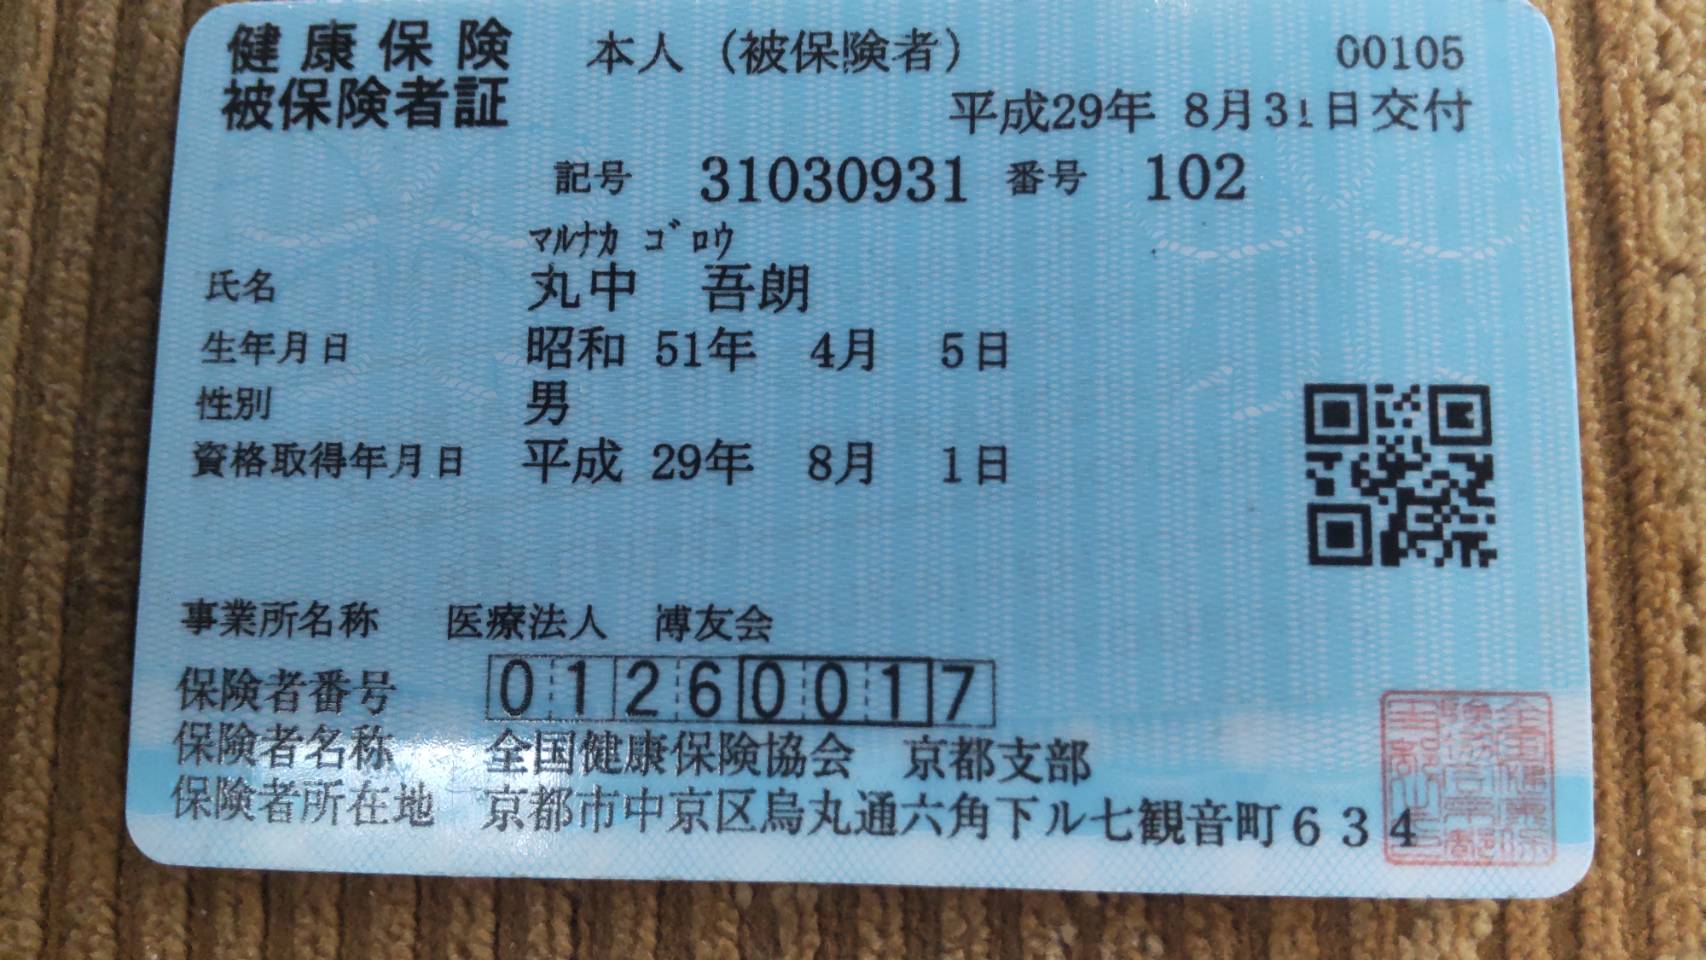 健康保険 本人（被保険者） 00105
被保険者証 平成29年 8月31日交付
記号 31030931 番号 102
ﾏﾙﾅｶ ｺﾞﾛｳ
氏名 丸中 吾朗
生年月日 昭和 51年 4月 5日
性別 男
資格取得年月日 平成 29年 8月 1日
事業所名称 医療法人 博友会
保険者番号 01260017
保険者名称 全国健康保険協会 京都支部
保険者所在地 京都市中京区烏丸通六角下ル七観音町６３４